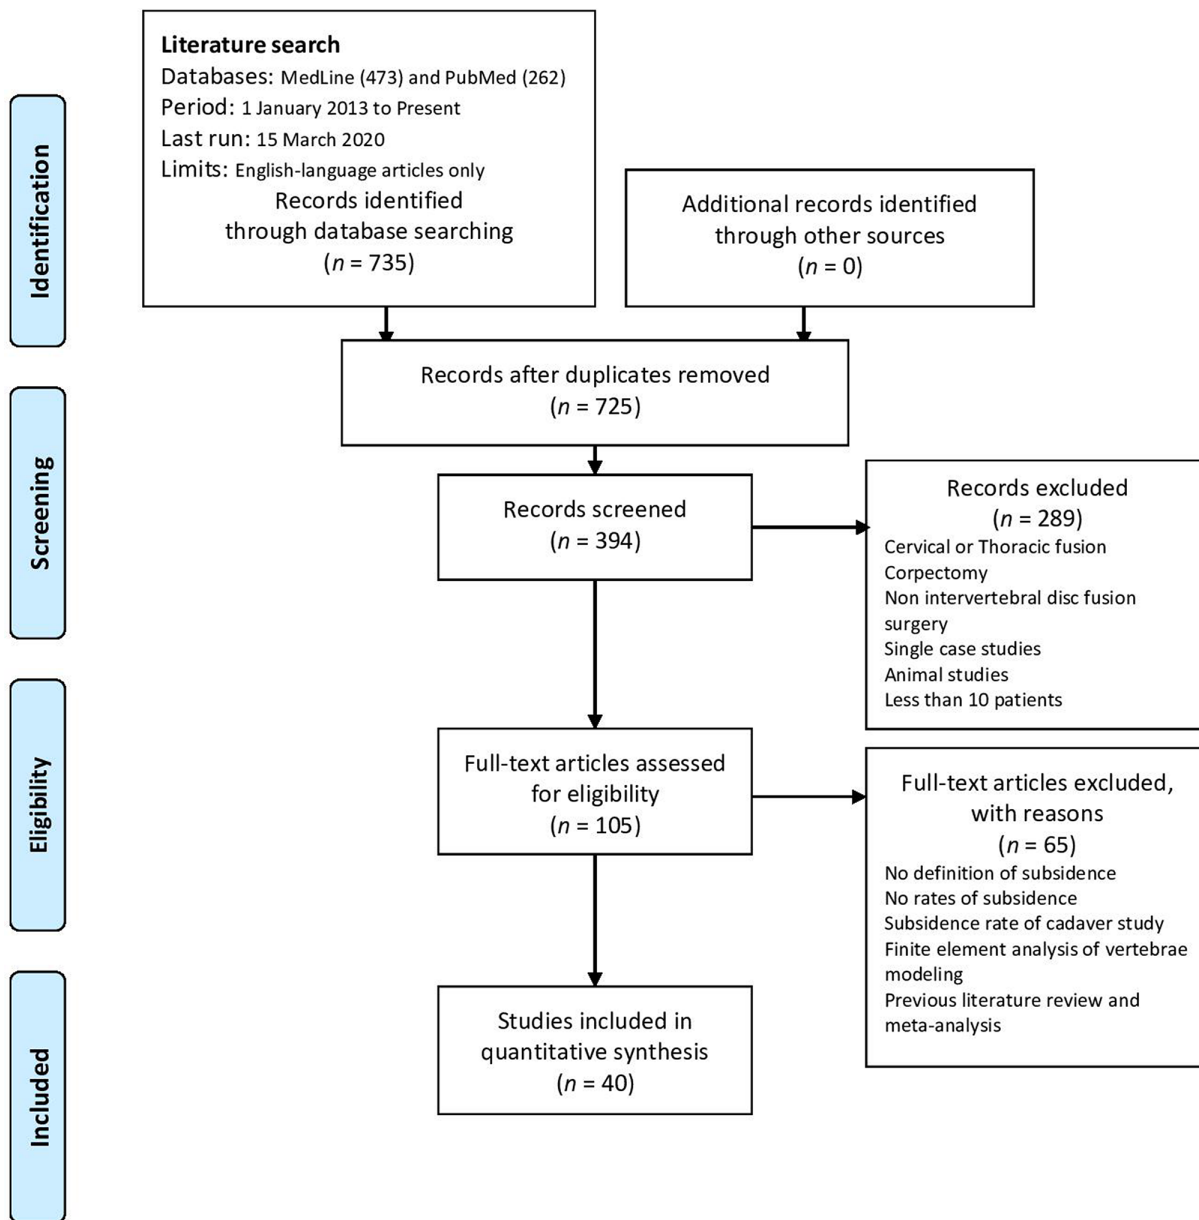 Literature search
Databases: MedLine (473) and PubMed (262)
Period: 1 January 2013 to Present
Last run: 15 March 2020
Limits: English-language articles only
Records identified
through database searching
(n = 735)
Additional records identified
through other sources
(n = 0)
Identification
Records after duplicates removed
(n = 725)
Screening
Records screened
(n = 394)
Records excluded
(n = 289)
Cervical or Thoracic fusion
Corpectomy
Non intervertebral disc fusion
surgery
Single case studies
Animal studies
Less than 10 patients
Eligibility
Full-text articles assessed
for eligibility
(n = 105)
Full-text articles excluded,
with reasons
(n = 65)
No definition of subsidence
No rates of subsidence
Subsidence rate of cadaver study
Finite element analysis of vertebrae
modeling
Previous literature review and
meta-analysis
Included
Studies included in
quantitative synthesis
(n = 40)